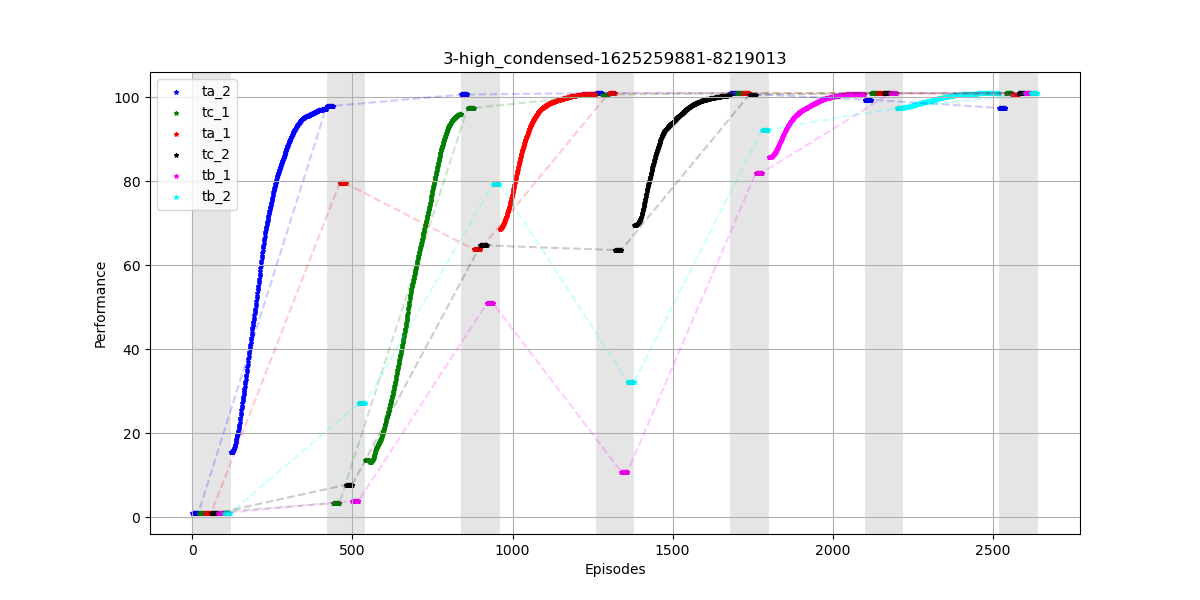 3-high_condensed-1625259881-8219013
ta_2
tc_1
ta_1
tc_2
tb_1
tb_2
100
80
60
40
20
0
Performance
0 500 1000 1500 2000 2500
Episodes